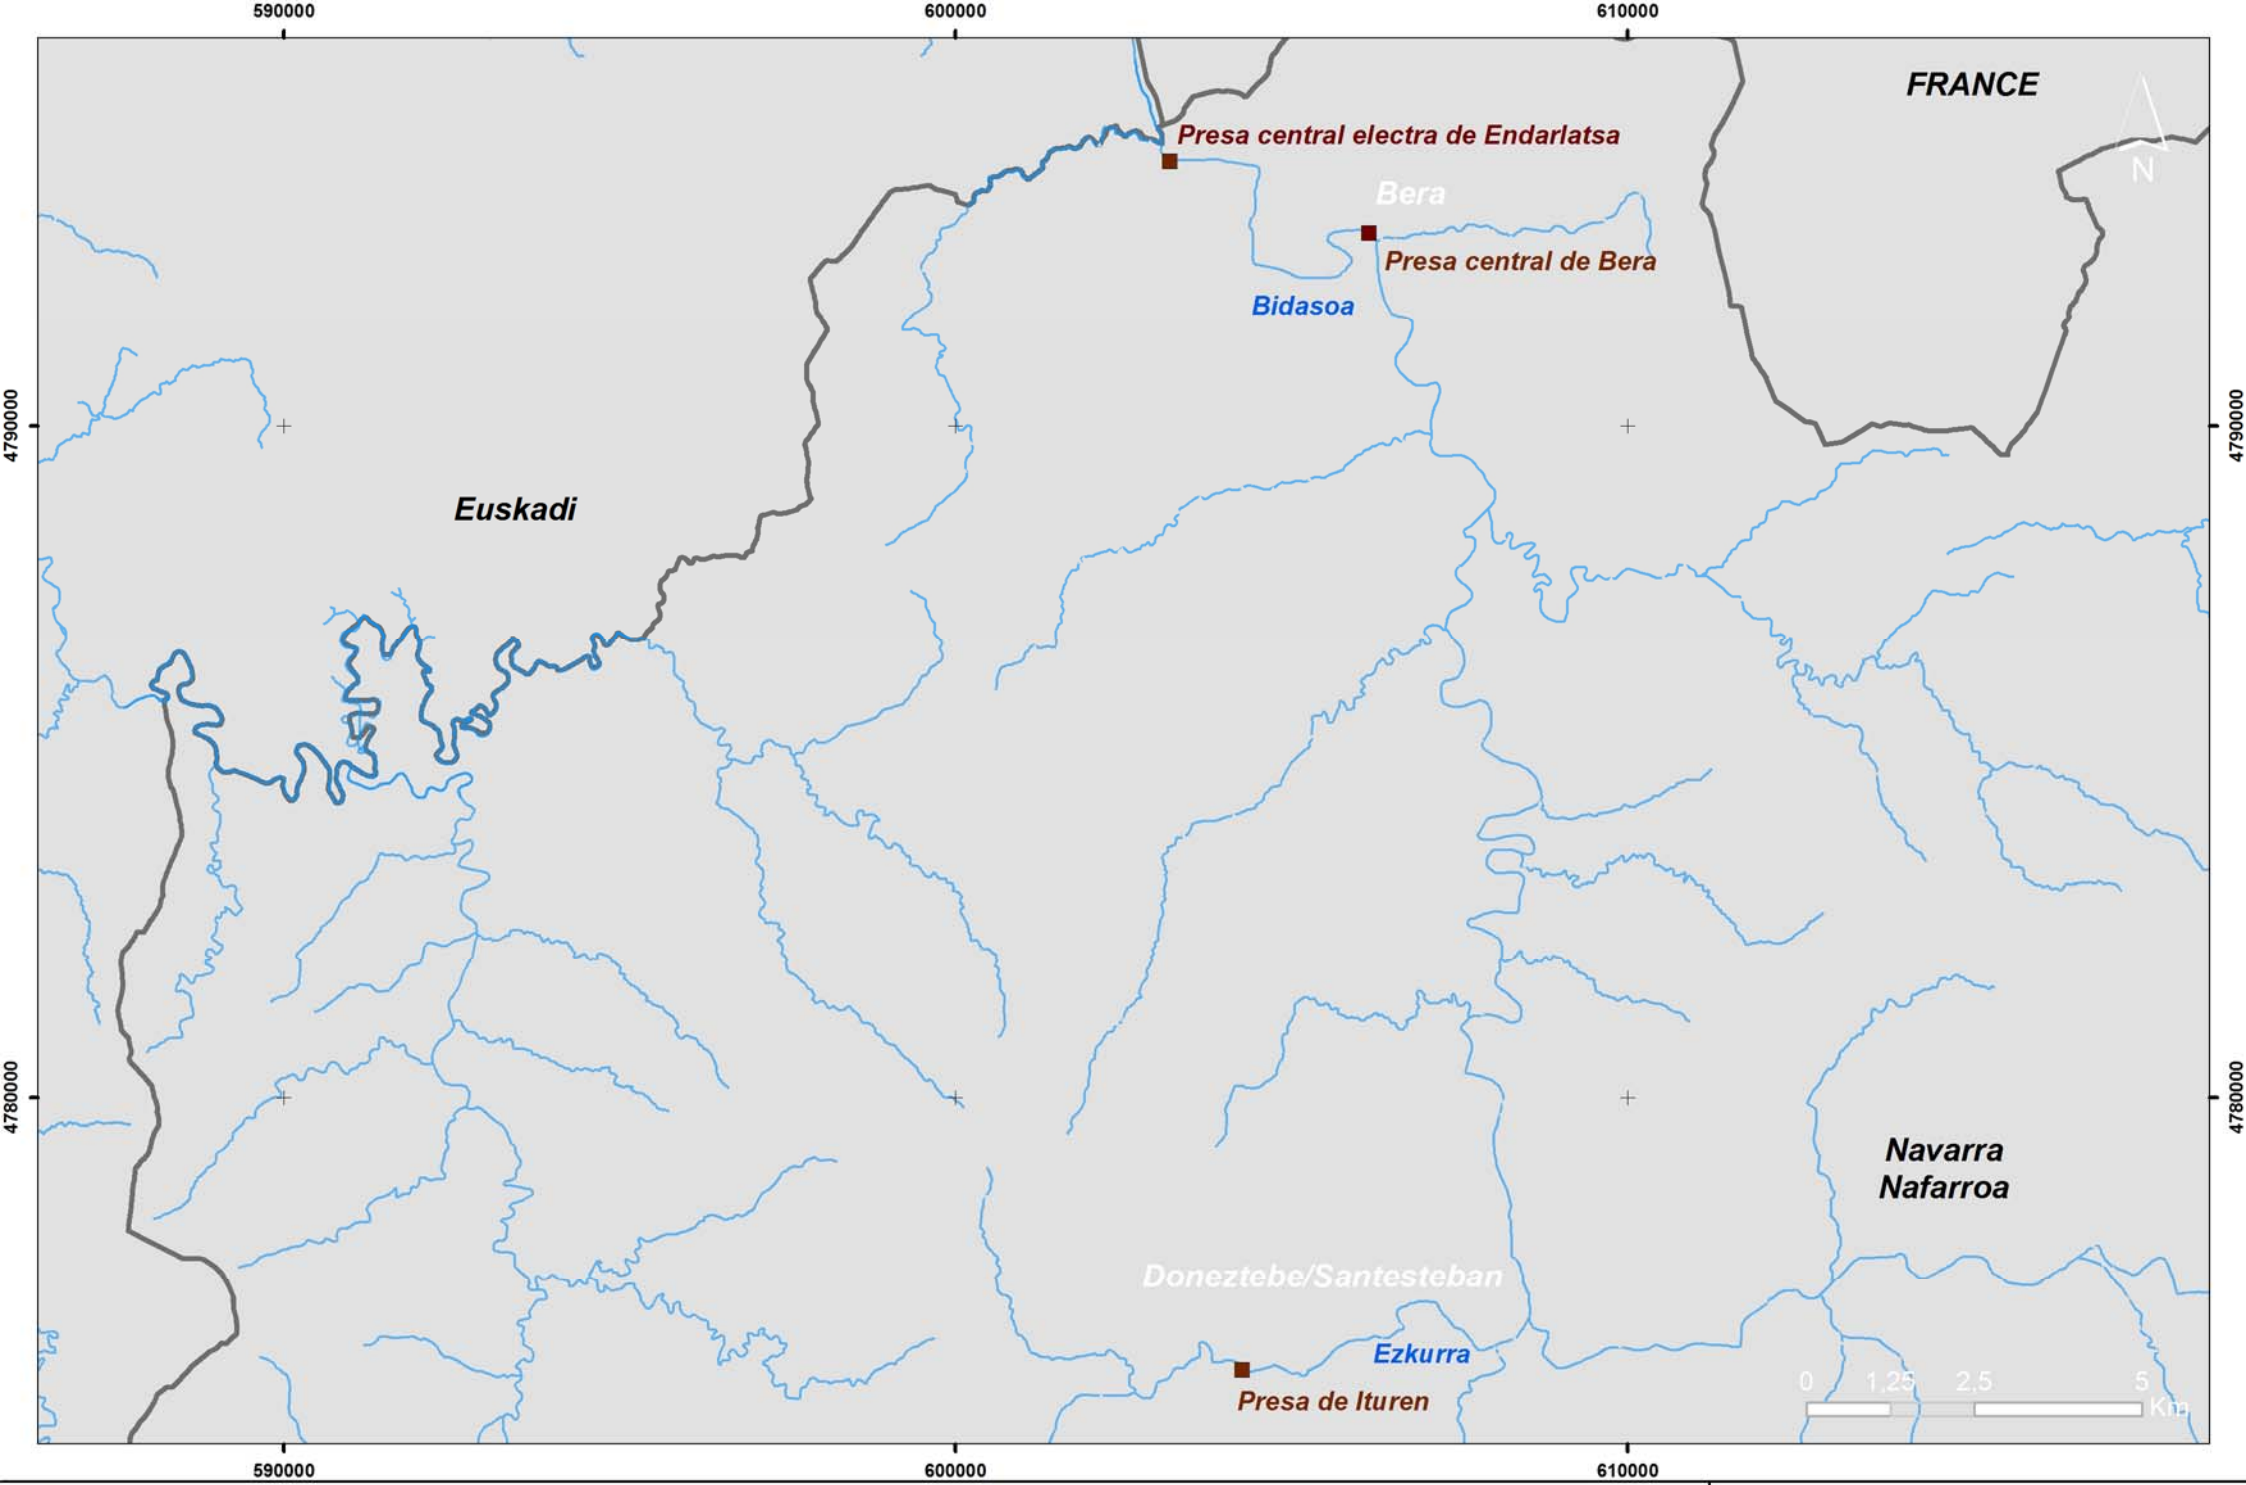 590000
600000
610000
FRANCE
Presa central electra de Endarlatsa
N
Bera
Presa central de Bera
Bidasoa
4790000
4790000
Euskadi
4780000
4780000
Navarra
Nafarroa
Doneztebe/Santesteban
Ezkurra
Presa de Ituren
0 1,25 2,5 5
Km
590000
600000
610000